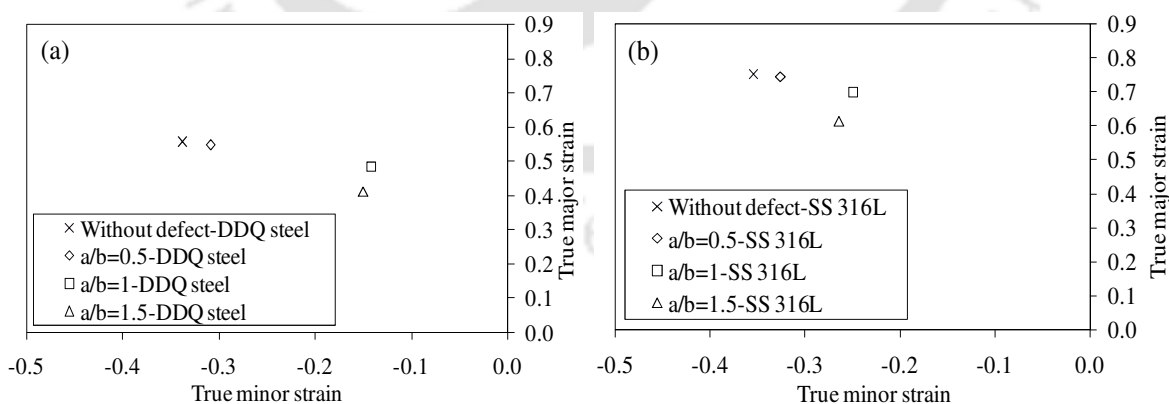 (a)
0.9
0.8
0.7
0.6
0.5
0.4
0.3
0.2
0.1
0.0
True major strain
× Without defect-DDQ steel
◇ a/b=0.5-DDQ steel
□ a/b=1-DDQ steel
△ a/b=1.5-DDQ steel
-0.5 -0.4 -0.3 -0.2 -0.1 0.0
True minor strain
(b)
0.9
0.8
0.7
0.6
0.5
0.4
0.3
0.2
0.1
0.0
True major strain
× Without defect-SS 316L
◇ a/b=0.5-SS 316L
□ a/b=1-SS 316L
△ a/b=1.5-SS 316L
-0.5 -0.4 -0.3 -0.2 -0.1 0.0
True minor strain